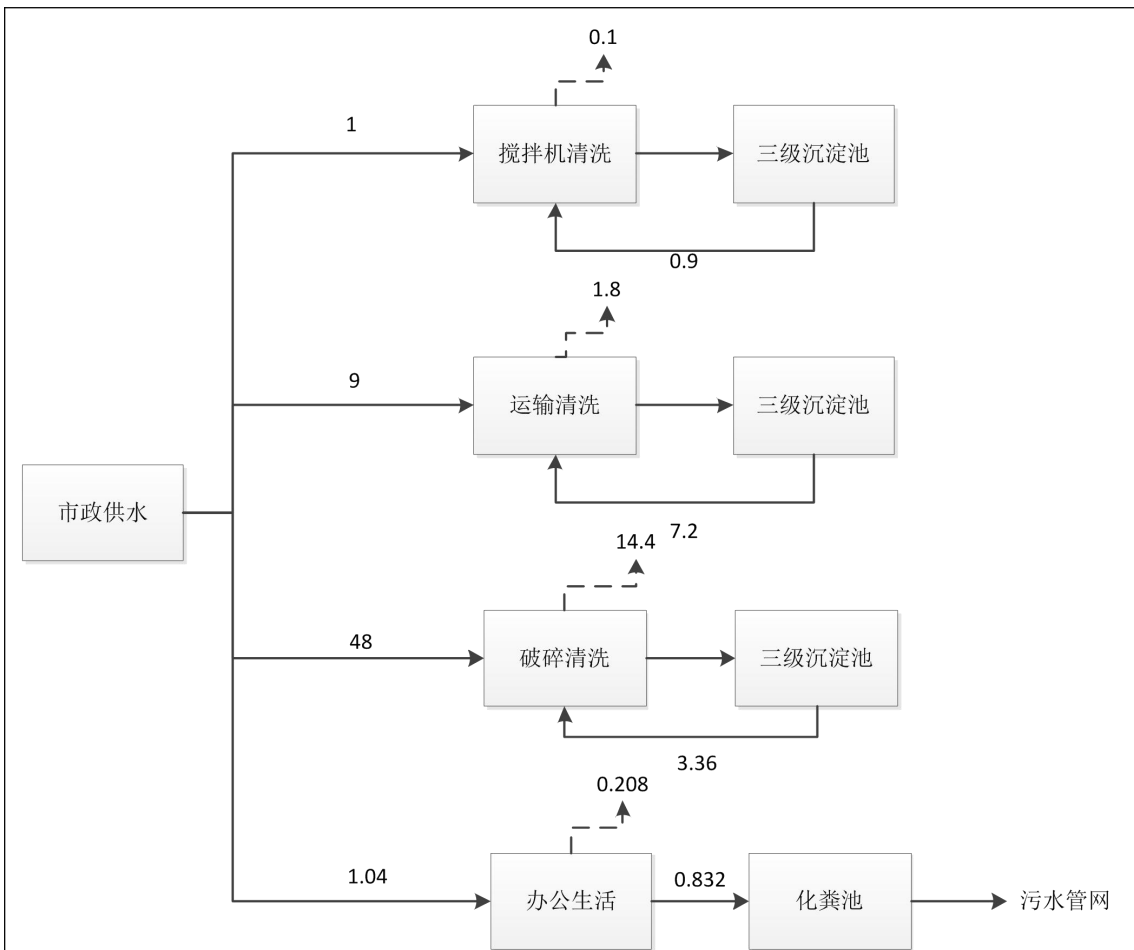 0.1
1
搅拌机清洗
三级沉淀池
0.9
1.8
9
运输清洗
三级沉淀池
市政供水
7.2
14.4
48
破碎清洗
三级沉淀池
3.36
0.208
1.04
办公生活
0.832
化粪池
污水管网